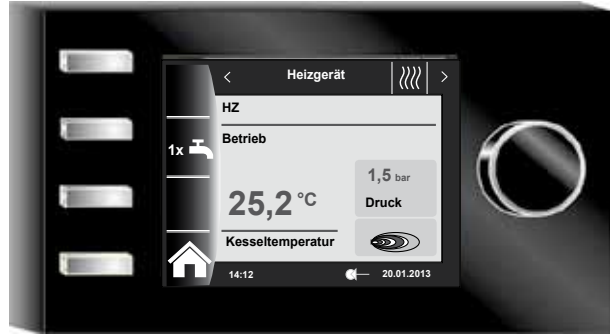 Heizgerät
HZ
Betrieb
1x
1,5 bar
Druck
25,2 °C
Kesseltemperatur
14:12
20.01.2013